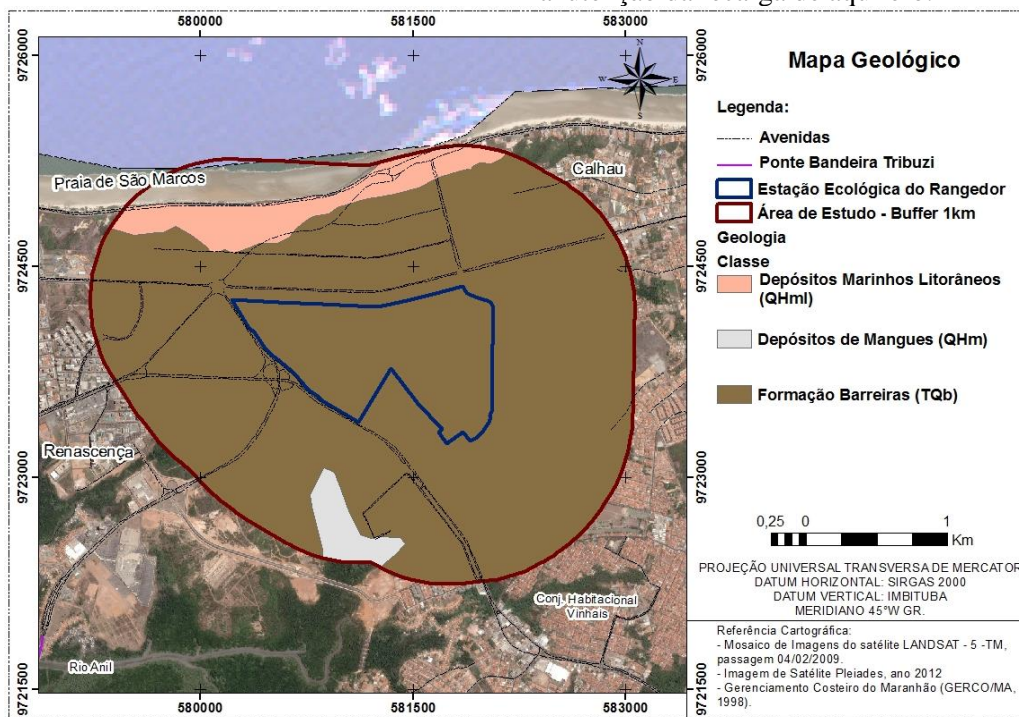 580000 581500 583000
9726000 9726000
Mapa Geológico
N
W E
S
Legenda:
Avenidas
Ponte Bandeira Tribuzi
Estação Ecológica do Rangedor
Área de Estudo - Buffer 1km
Geologia
Classe
Depósitos Marinhos Litorâneos
(QHml)
Depósitos de Mangues (QHm)
Formação Barreiras (TQb)
Praia de São Marcos
Calhau
9724500 9724500
Renascença
9723000 9723000
Conj. Habitacional
Vinhais
Rio Anil
9721500 9721500
580000 581500 583000
0,25 0 1
Km
PROJEÇÃO UNIVERSAL TRANSVERSA DE MERCATOR
DATUM HORIZONTAL: SIRGAS 2000
DATUM VERTICAL: IMBITUBA
MERIDIANO 45°W GR.
Referência Cartográfica:
- Mosaico de Imagens do satélite LANDSAT - 5 -TM,
passagem 04/02/2009.
- Imagem de Satélite Pleiades, ano 2012
- Gerenciamento Costeiro do Maranhão (GERCO/MA,
1998).